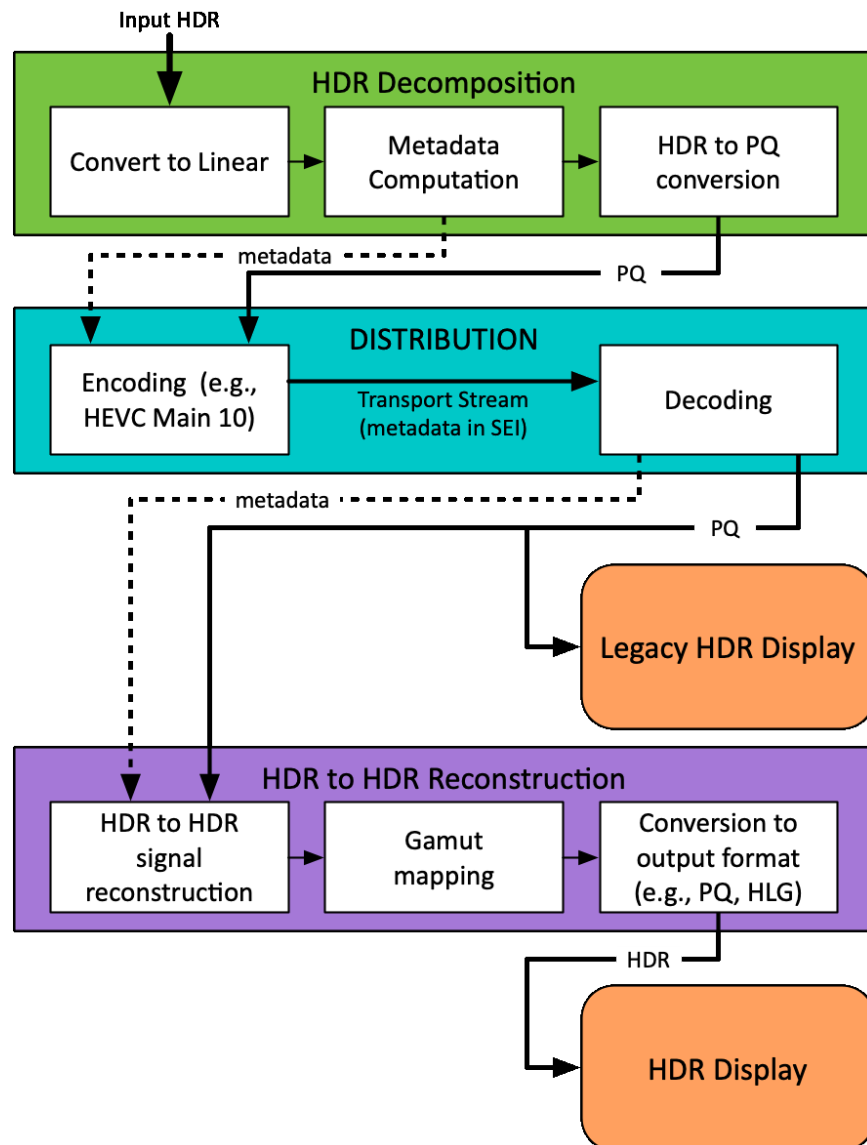 Input HDR
HDR Decomposition
Convert to Linear
Metadata
Computation
HDR to PQ
conversion
metadata
PQ
DISTRIBUTION
Encoding (e.g.,
HEVC Main 10)
Transport Stream
(metadata in SEI)
Decoding
metadata
PQ
Legacy HDR Display
HDR to HDR Reconstruction
HDR to HDR
signal
reconstruction
Gamut
mapping
Conversion to
output format
(e.g., PQ, HLG)
HDR
HDR Display